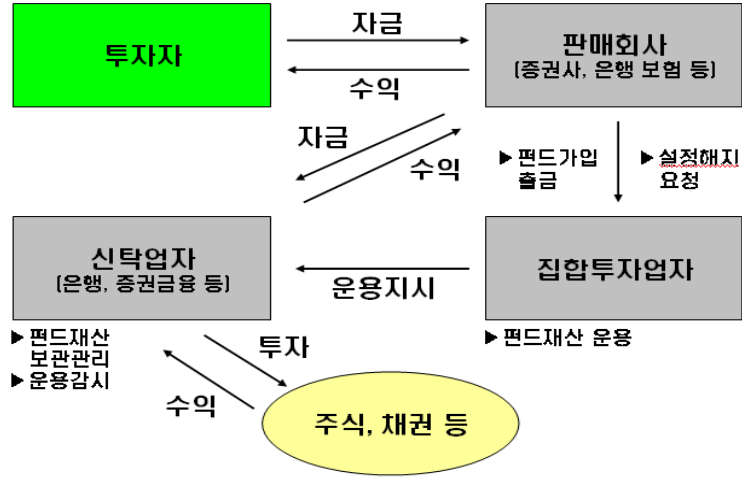 투자자
자금
수익
판매회사
(증권사, 은행 보험 등)
자금
수익
▶펀드가입
출금
▶설정해지
요청
신탁업자
(은행, 증권금융 등)
운용지시
집합투자업자
▶펀드재산
보관관리
▶운용감시
▶펀드재산 운용
투자
수익
주식, 채권 등